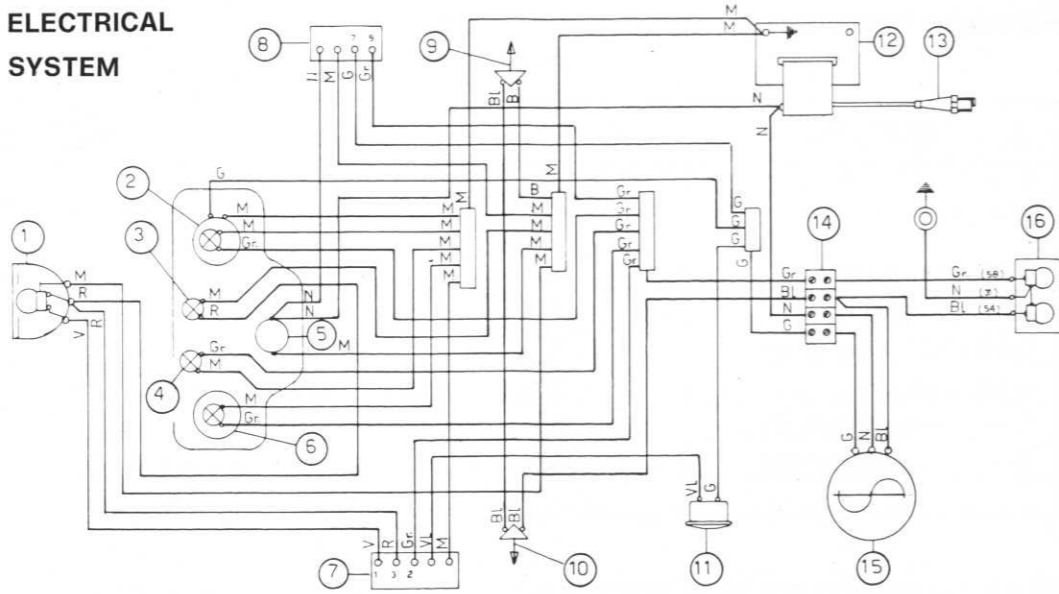 ELECTRICAL
SYSTEM
8
7 9
N M G Gr
9
Bl B
M
M
12
13
N
N
2
G
M
M
Gr
3
M
R
N
N
5
M
Gr
M
4
M
Gr
6
1
M
R
V R
M
M
M
M
M
M
B
M
M
M
M
Gr
Gr
Gr
Gr
Gr
G
G
G
G
14
Gr
Bl
N
G
Gr (58)
N (31)
Bl (54)
16
G N Bl
15
VL G
11
Bl Bl
10
V R Gr VL M
7
1 3 2